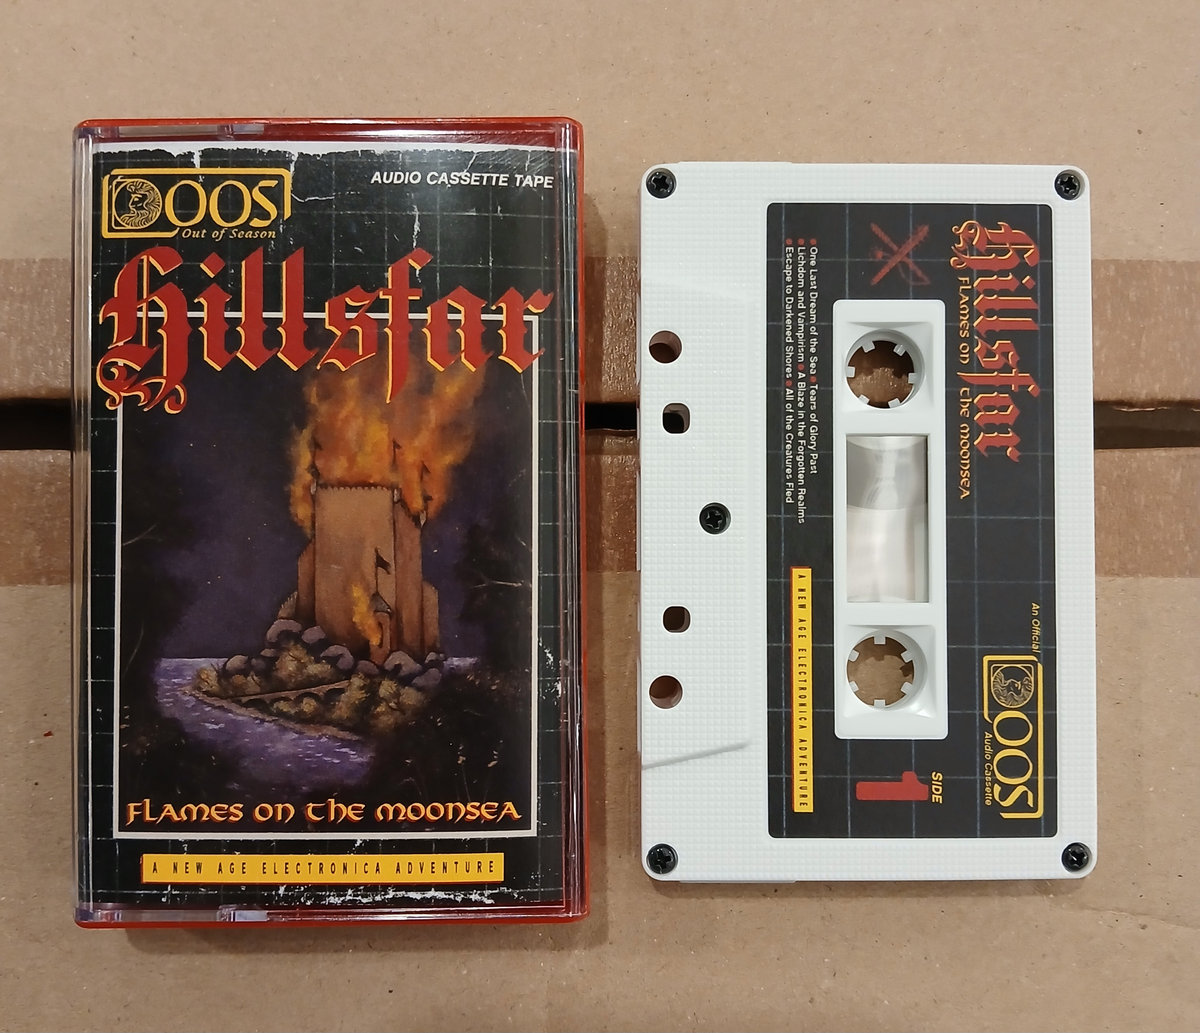 OOS
Out of Season
AUDIO CASSETTE TAPE
Hillsfar
FLAMES ON THE MOONSEA
A NEW AGE ELECTRONICA ADVENTURE
Hillsfar
FLAMES ON THE MOONSEA
An Official
OOS
Audio Cassette
SIDE
1
One Last Dream of the Sea Tears of Glory Past
Lichdom and Vampirism A Blaze in the Forgotten Realms
Escape to Darkened Shores All of the Creatures Fled
A NEW AGE ELECTRONICA ADVENTURE